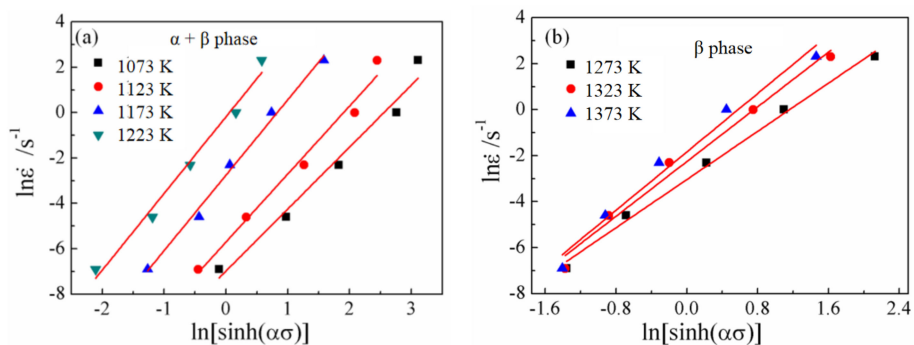 (a)
α + β phase
1073 K
1123 K
1173 K
1223 K
4
2
0
-2
-4
-6
-8
lnε̇ /s⁻¹
-2 -1 0 1 2 3
ln[sinh(ασ)]
(b)
β phase
1273 K
1323 K
1373 K
4
2
0
-2
-4
-6
-8
lnε̇ /s⁻¹
-1.6 -0.8 0.0 0.8 1.6 2.4
ln[sinh(ασ)]